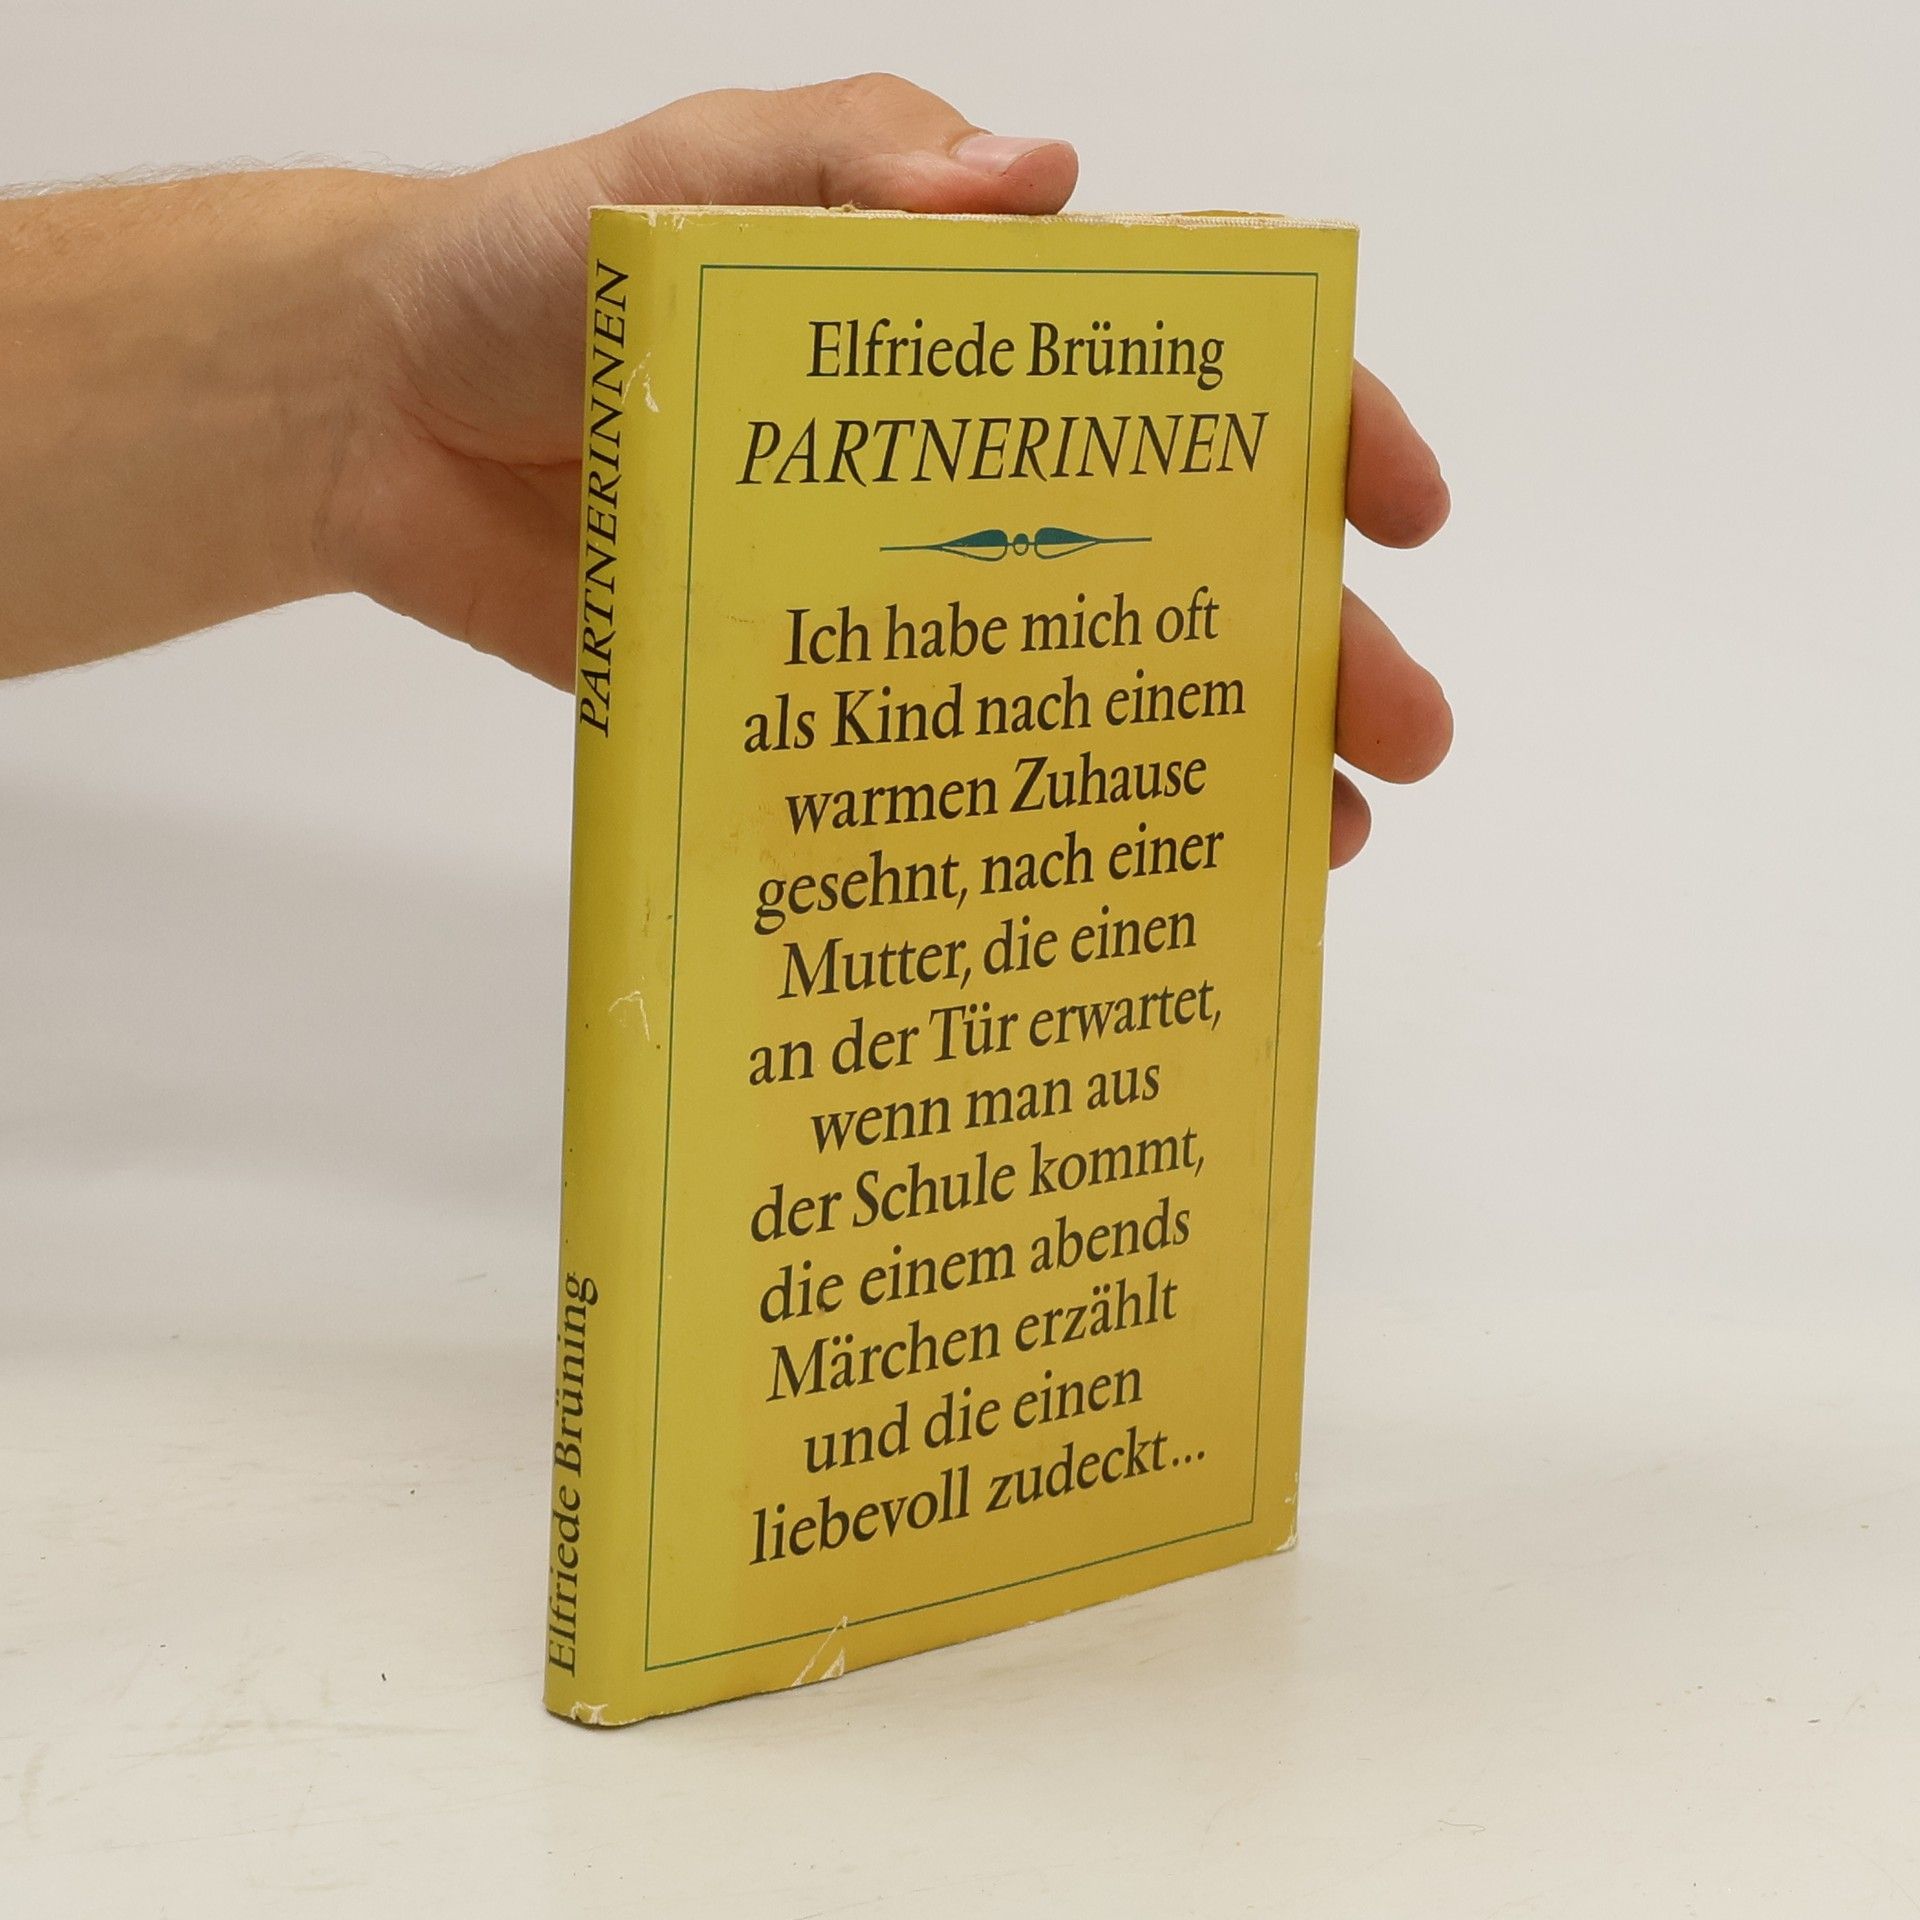 PARTNERINNEN
Elfriede Brüning
Elfriede Brüning
PARTNERINNEN
Ich habe mich oft
als Kind nach einem
warmen Zuhause
gesehnt, nach einer
Mutter, die einen
an der Tür erwartet,
wenn man aus
der Schule kommt,
die einem abends
Märchen erzählt
und die einen
liebevoll zudeckt...